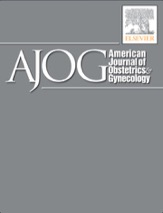 ELSEVIER
AJOG
American
Journal of
Obstetrics &
Gynecology